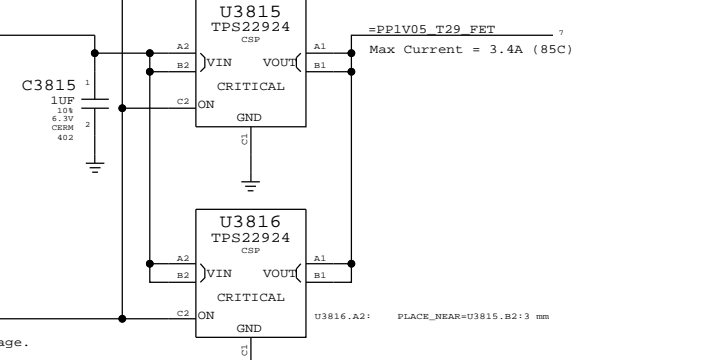 U3815
TPS22924
CSP
=PP1V05_T29_FET
7
A2
A1
Max Current = 3.4A (85C)
VIN
VOUT
B2
B1
C3815
1
CRITICAL
1UF
C2
ON
10%
6.3V
GND
CERM
2
402
C1
U3816
TPS22924
CSP
A2
A1
VIN
VOUT
B2
B1
CRITICAL
C2
ON
U3816.A2: PLACE_NEAR=U3815.B2:3 mm
GND
age.
C1